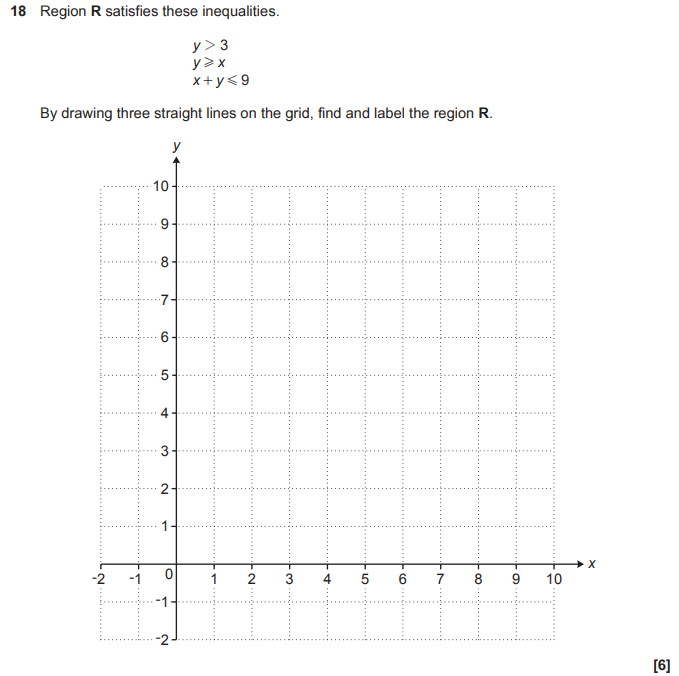 18 Region R satisfies these inequalities.
y > 3
y ⩾ x
x + y ⩽ 9
By drawing three straight lines on the grid, find and label the region R.
y
10
9
8
7
6
5
4
3
2
1
-2 -1 0 1 2 3 4 5 6 7 8 9 10 x
-1
-2
[6]